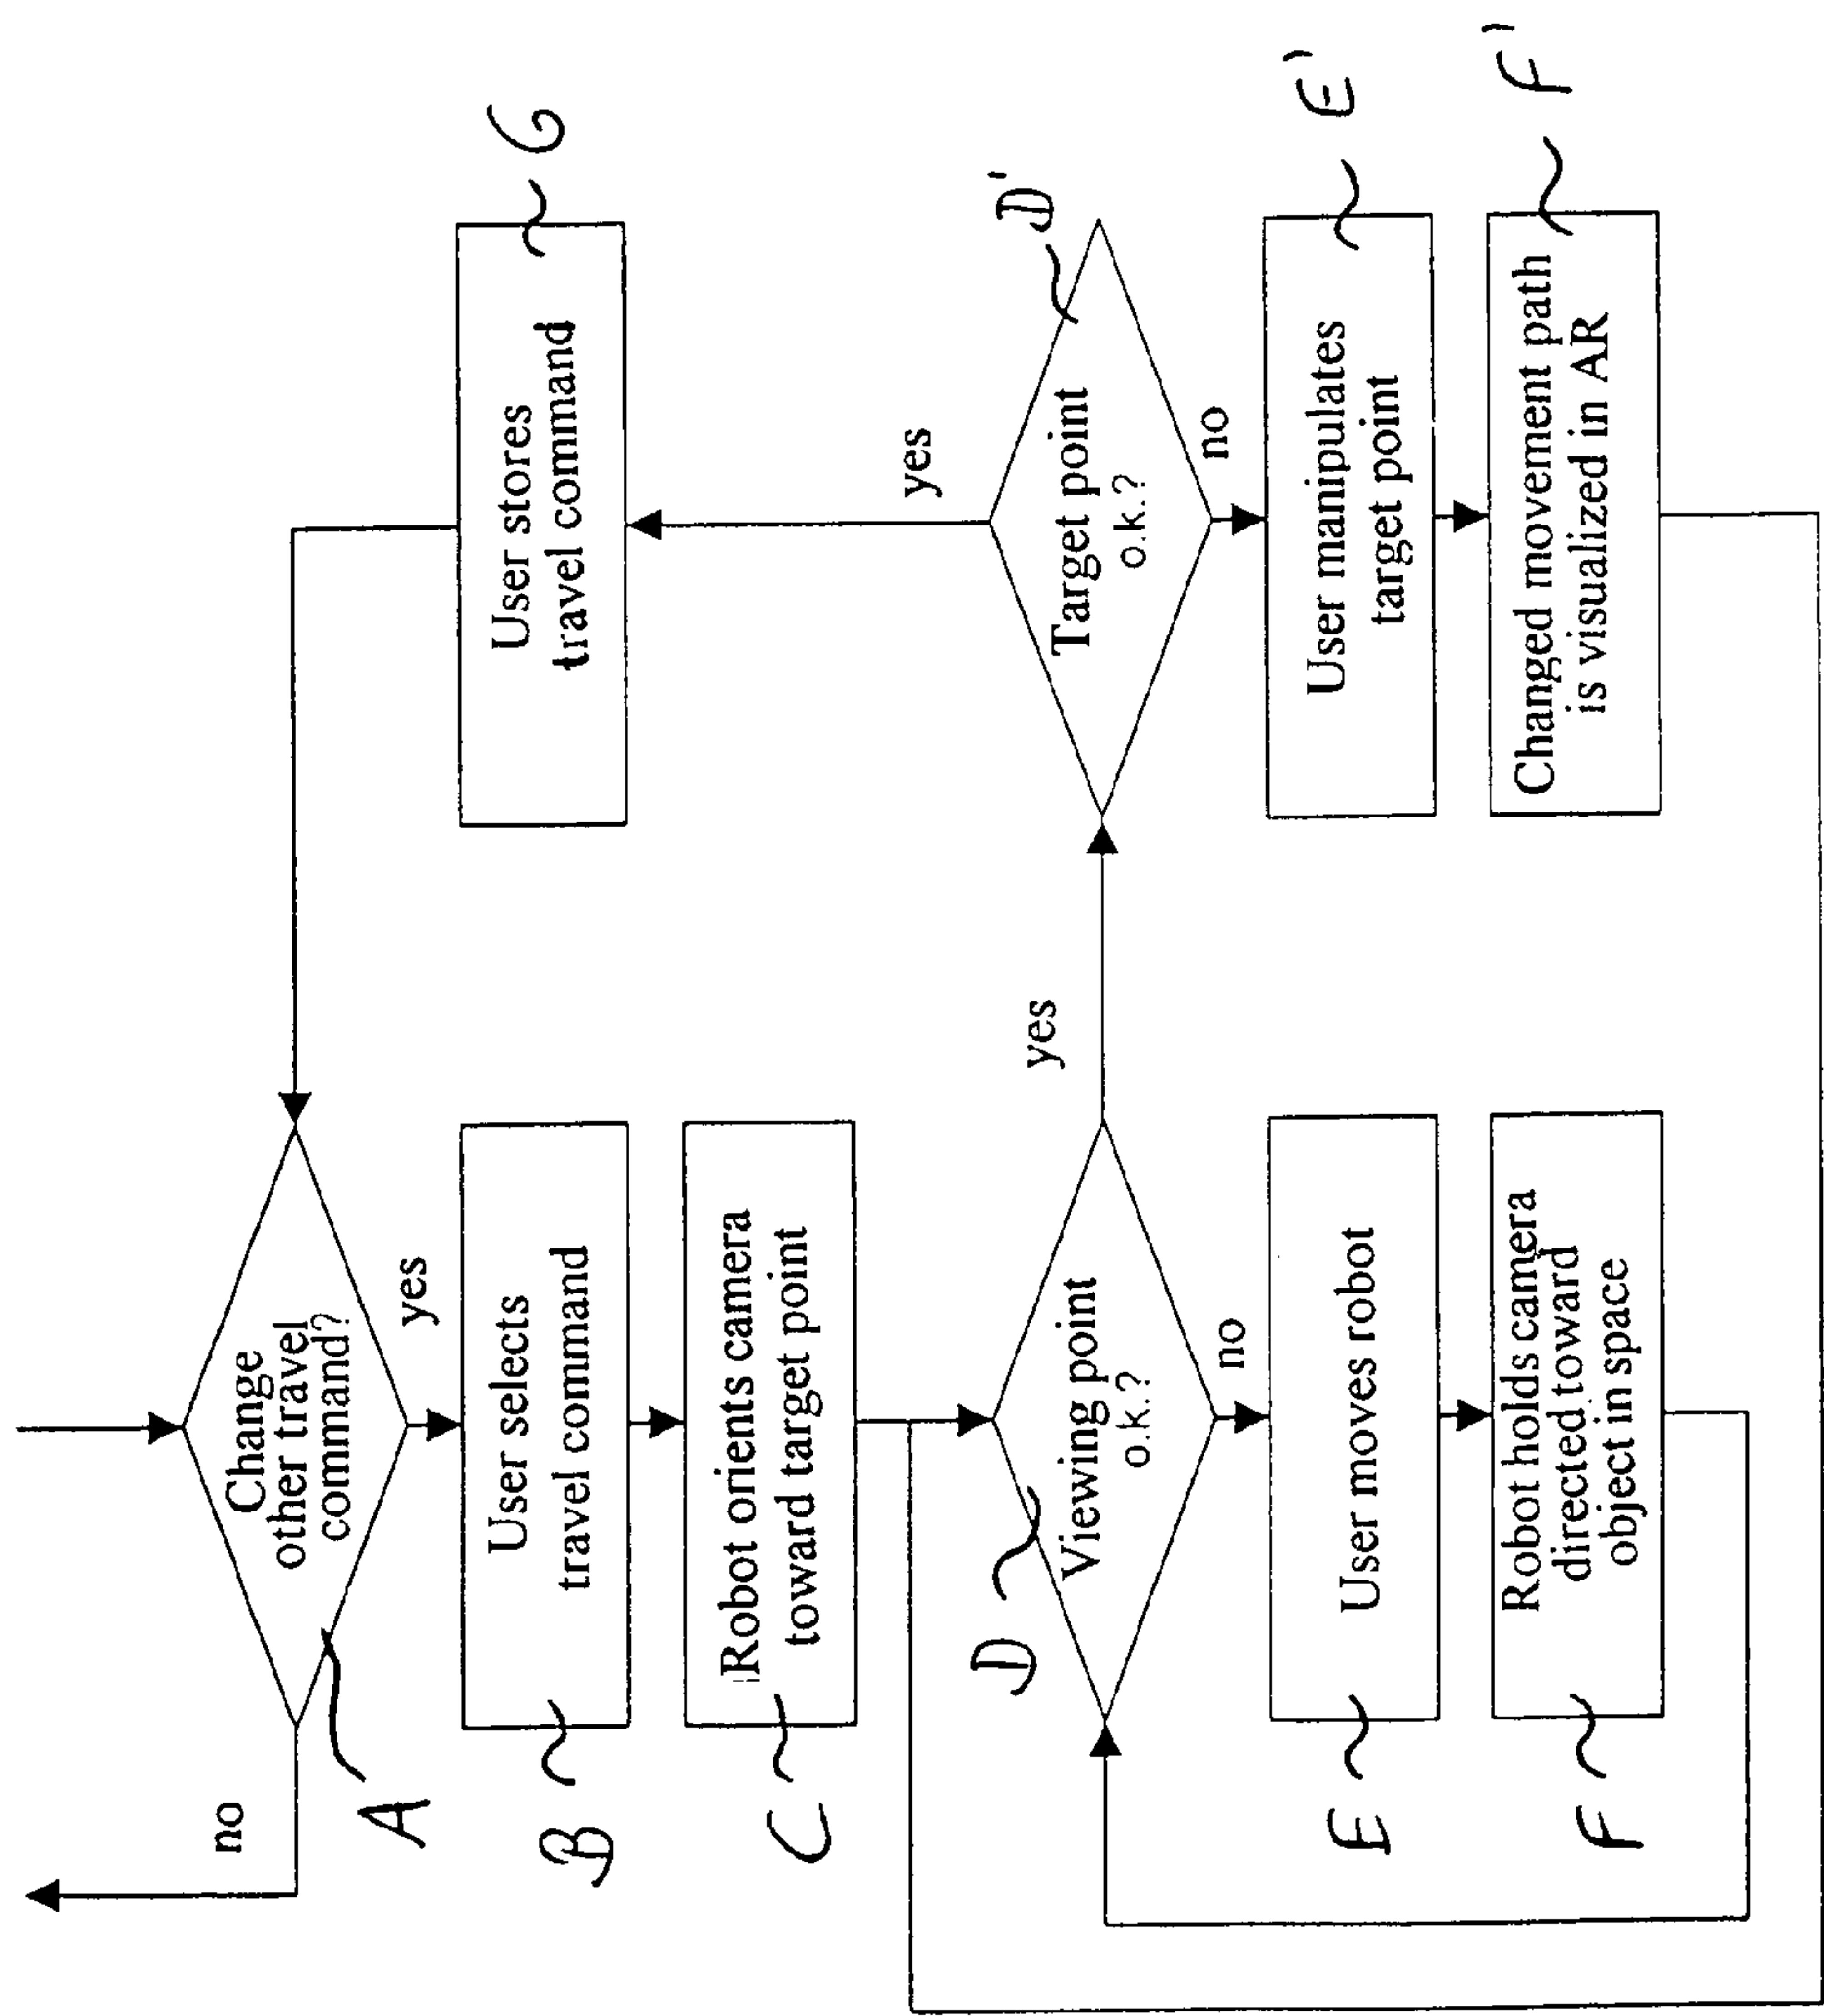 Change
other travel
command?
no
yes
A
User selects
travel command
B
Robot orients camera
toward target point
C
Viewing point
o.k.?
D
yes
no
User moves robot
E
Robot holds camera
directed toward
object in space
F
User stores
travel command
G
Target point
o.k.?
D'
yes
no
User manipulates
target point
E'
Changed movement path
is visualized in AR
F'